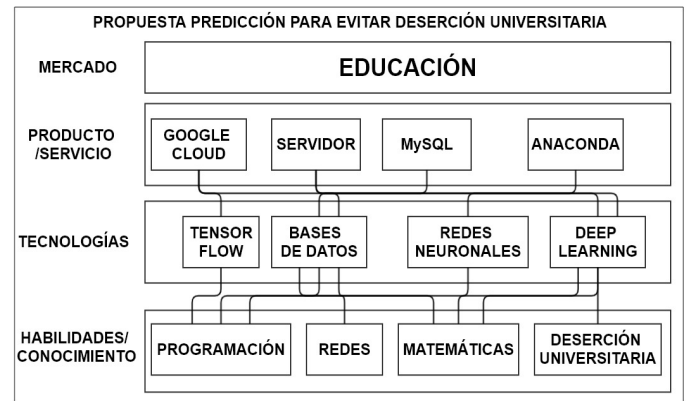 PROPUESTA PREDICCIÓN PARA EVITAR DESERCIÓN UNIVERSITARIA
MERCADO
EDUCACIÓN
PRODUCTO
/SERVICIO
GOOGLE
CLOUD
SERVIDOR
MySQL
ANACONDA
TECNOLOGÍAS
TENSOR
FLOW
BASES
DE DATOS
REDES
NEURONALES
DEEP
LEARNING
HABILIDADES/
CONOCIMIENTO
PROGRAMACIÓN
REDES
MATEMÁTICAS
DESERCIÓN
UNIVERSITARIA